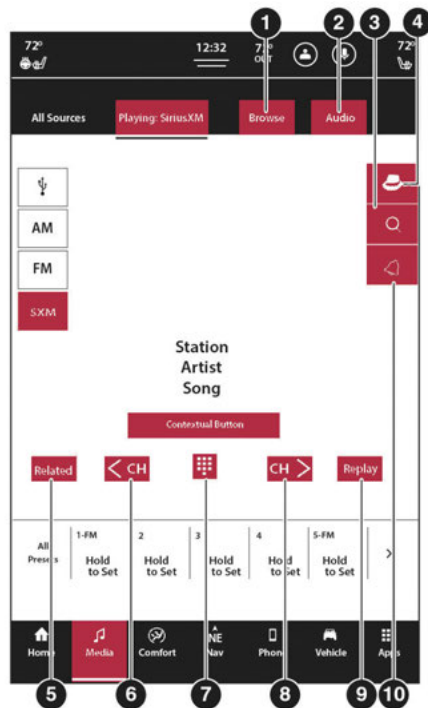 1 2 3 4
72º 12:32 72º OUT 72º
All Sources Playing: SiriusXM Browse Audio
AM
FM
SXM
Station
Artist
Song
Contextual Button
Related < CH CH > Replay
All Presets
1-FM Hold to Set
2 Hold to Set
3 Hold to Set
4 Hold to Set
5-FM Hold to Set
>
Home Media Comfort NE Nav Phone Vehicle Apps
5 6 7 8 9 10